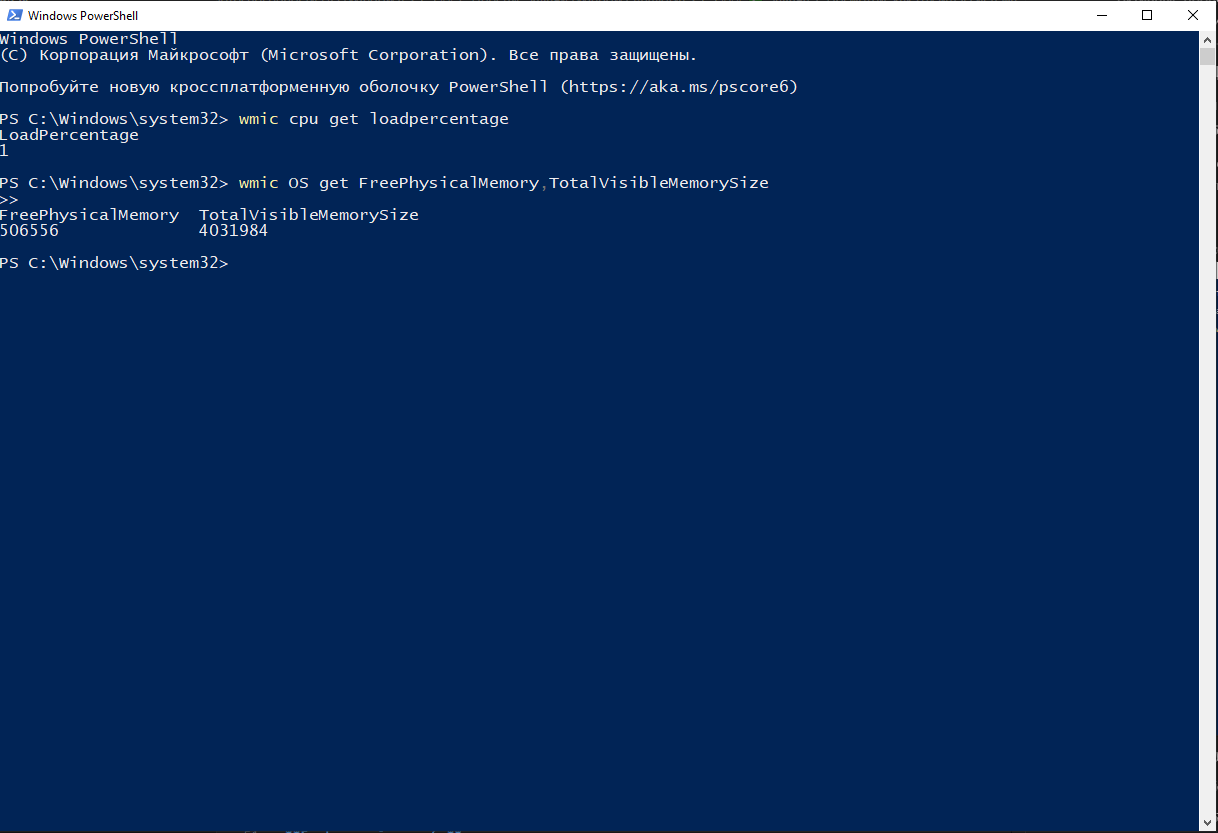 Windows PowerShell
Windows PowerShell
(C) Корпорация Майкрософт (Microsoft Corporation). Все права защищены.
Попробуйте новую кроссплатформенную оболочку PowerShell (https://aka.ms/pscore6)
PS C:\Windows\system32> wmic cpu get loadpercentage
LoadPercentage
1
PS C:\Windows\system32> wmic OS get FreePhysicalMemory,TotalVisibleMemorySize
>>
FreePhysicalMemory  TotalVisibleMemorySize
506556              4031984
PS C:\Windows\system32>